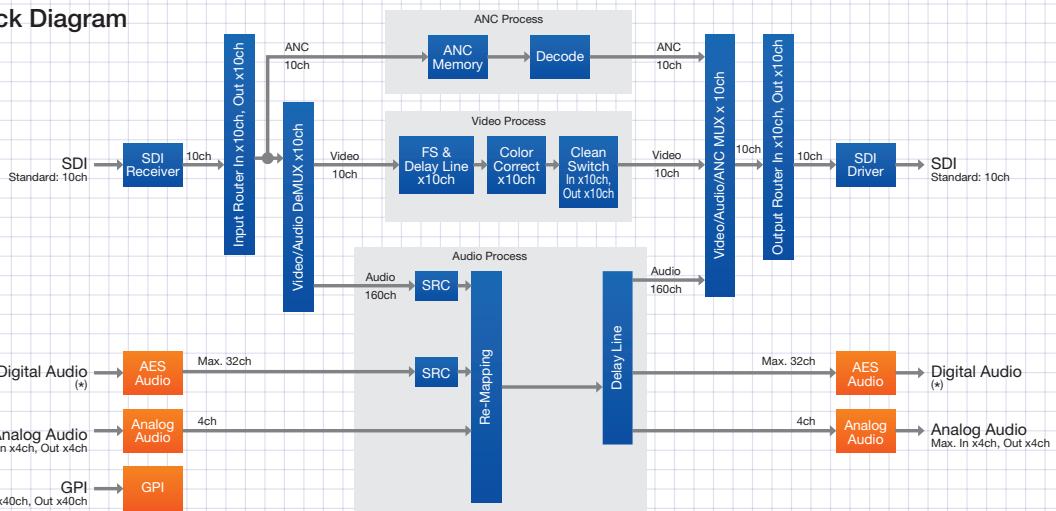 ck Diagram
ANC Process
ANC
10ch
ANC
Memory
Decode
ANC
10ch
Input Router In x10ch, Out x10ch
Video/Audio DeMUX x10ch
Video/Audio/ANC MUX x 10ch
Output Router In x10ch, Out x10ch
Video Process
SDI
Standard: 10ch
SDI
Receiver
10ch
Video
10ch
FS &
Delay Line
x10ch
Color
Correct
x10ch
Clean
Switch
In x10ch,
Out x10ch
Video
10ch
10ch
10ch
SDI
Driver
SDI
Standard: 10ch
Audio Process
Audio
160ch
SRC
Re-Mapping
Delay Line
Audio
160ch
Digital Audio
(*)
AES
Audio
Max. 32ch
SRC
Max. 32ch
AES
Audio
Digital Audio
(*)
nalog Audio
n x4ch, Out x4ch
Analog
Audio
4ch
4ch
Analog
Audio
Analog Audio
Max. In x4ch, Out x4ch
GPI
x40ch, Out x40ch
GPI